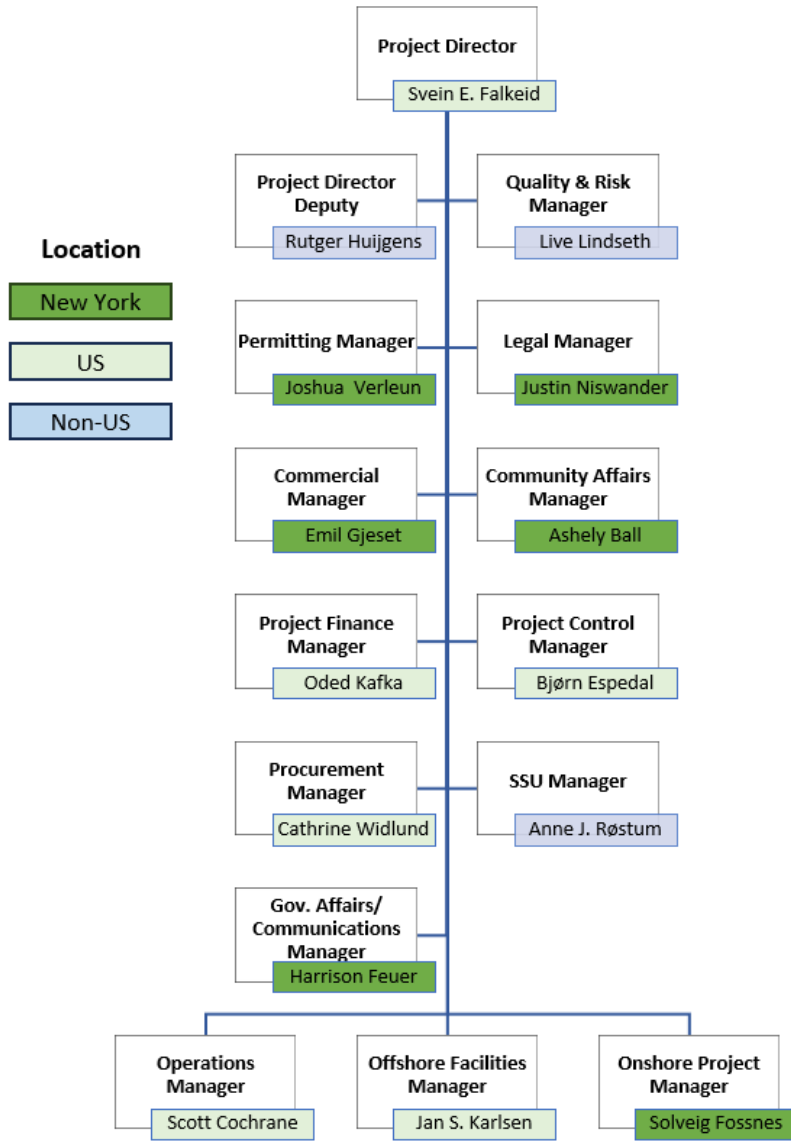 Project Director
Svein E. Falkeid
Project Director
Deputy
Rutger Huijgens
Quality & Risk
Manager
Live Lindseth
Location
New York
US
Non-US
Permitting Manager
Joshua Verleun
Legal Manager
Justin Niswander
Commercial
Manager
Emil Gjeset
Community Affairs
Manager
Ashely Ball
Project Finance
Manager
Oded Kafka
Project Control
Manager
Bjørn Espedal
Procurement
Manager
Cathrine Widlund
SSU Manager
Anne J. Røstum
Gov. Affairs/
Communications
Manager
Harrison Feuer
Operations
Manager
Scott Cochrane
Offshore Facilities
Manager
Jan S. Karlsen
Onshore Project
Manager
Solveig Fossnes